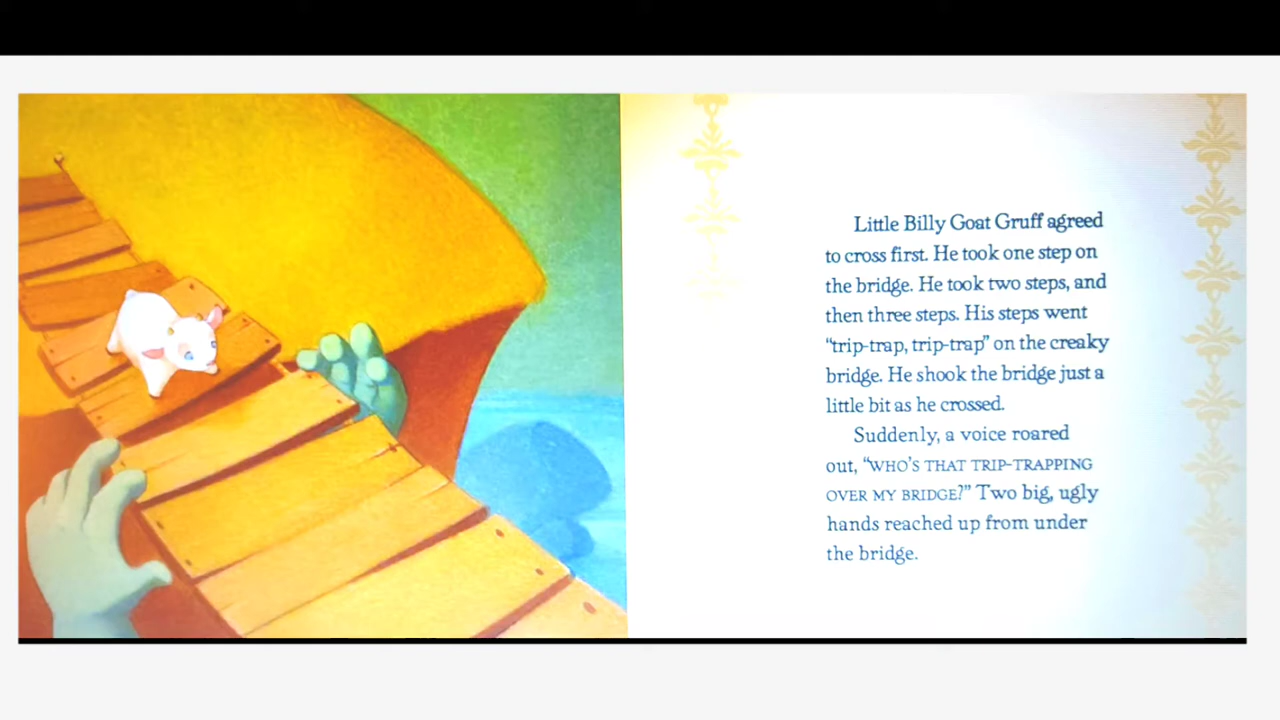 Little Billy Goat Gruff agreed
to cross first. He took one step on
the bridge. He took two steps, and
then three steps. His steps went
“trip-trap, trip-trap” on the creaky
bridge. He shook the bridge just a
little bit as he crossed.
Suddenly, a voice roared
out, “WHO’S THAT TRIP-TRAPPING
OVER MY BRIDGE?” Two big, ugly
hands reached up from under
the bridge.